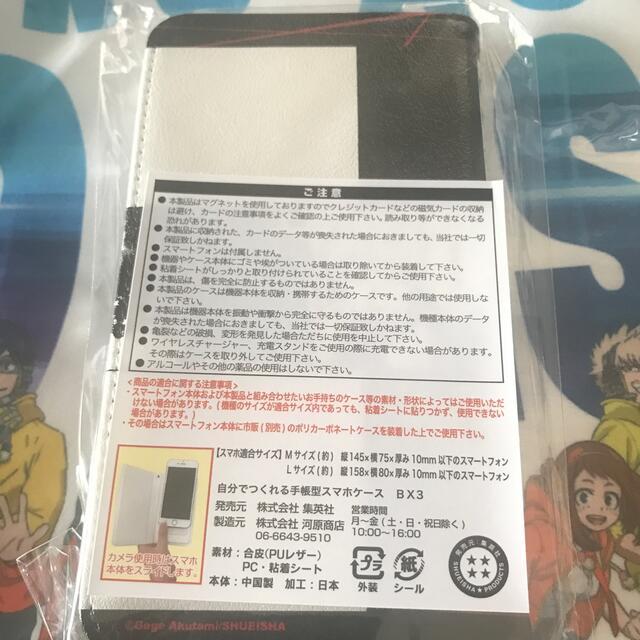 ご 注 意
●本製品はマグネットを使用しておりますのでクレジットカードなどの磁気カードの収納
は避け、カードの注意事項をよくご確認の上ご使用下さい。読み取り等ができなくなる
恐れがあります。
●本製品に収納された、カードのデータ等が喪失された場合におきましても、当社では一切
保証致しかねます。
●スマートフォンは付属しません。
●機器やケース本体にゴミや埃がついている場合は取り除いてから装着して下さい。
●粘着シートがしっかりと取り付けられていることを確認してからご使用下さい。
●本製品は、傷を完全に防止するものではありません。
●本製品のケースは機器本体を収納・携帯するためのケースです。他の用途では使用しな
いで下さい。
●本製品は機器本体を振動や衝撃から完全に守るものではありません。機種本体のデータ
が喪失された場合におきましても、当社では一切保証致しかねます。
●亀裂などの破損、変形を発見した場合ただちに使用を中止して下さい。
●ワイヤレスチャージャー、充電スタンドをご使用の際に充電できない場合があります。
その際はケースを取り外してご使用下さい。
●アルコールやその他の薬品の使用はしないで下さい。
<商品の適合に関する注意事項>
・スマートフォン本体および本製品と組み合わせたいお手持ちのケース等の素材・形状によってはご使用いただ
けない場合があります。(機種のサイズが適合サイズ内であっても、粘着シートに貼りつかず、使用できない
場合があります。)
・その場合はスマートフォン本体に市販(別売)のポリカーボネートケースを装着した上でご使用下さい。
【スマホ適合サイズ】Mサイズ(約) 縦145×横75×厚み10mm以下のスマートフォン
Lサイズ(約) 縦158×横80×厚み10mm以下のスマートフォン
自分でつくれる手帳型スマホケース BX3
発売元 株式会社 集英社
製造元 株式会社 河原商店
06-6643-9510
営業時間
月〜金(土・日・祝日除く)
10:00〜16:00
カメラ使用時はスマホ
本体をスライドします。
素材:合皮(PUレザー)
PC・粘着シート
本体:中国製 加工:日本
プラ
外装
紙
シール
発売元:集英社
SHUEISHA PRODUCTS
©Gege Akutami/SHUEISHA